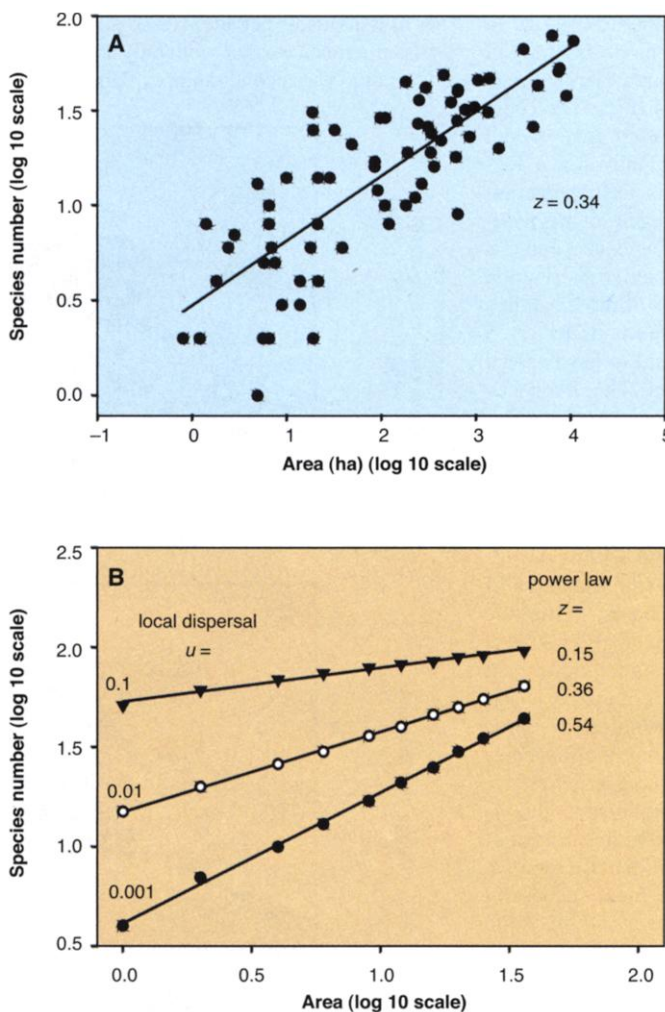 A
Species number (log 10 scale)
2.0
1.5
1.0
0.5
0.0
z = 0.34
−1 0 1 2 3 4 5
Area (ha) (log 10 scale)
B
Species number (log 10 scale)
2.5
2.0
1.5
1.0
0.5
local dispersal
u =
power law
z =
0.1
0.01
0.001
0.15
0.36
0.54
0.0 0.5 1.0 1.5 2.0
Area (log 10 scale)